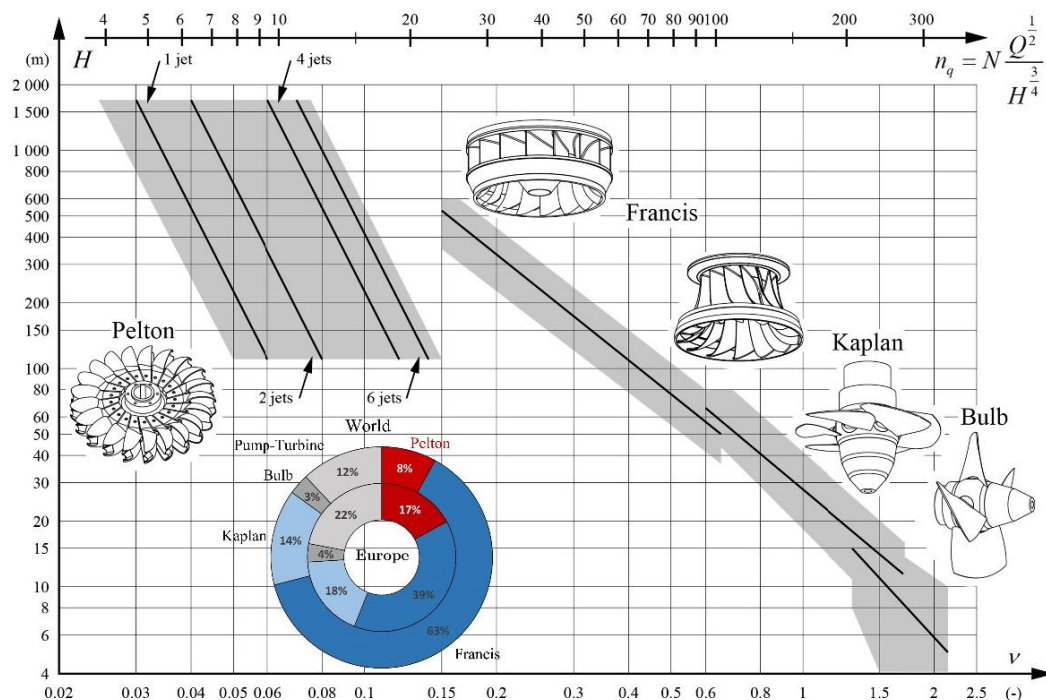 4 5 6 7 8 9 10 20 30 40 50 60 70 80 90 100 200 300
(m) H 1 jet 4 jets n_q = N Q^{1/2} / H^{3/4}
2 000
1 500
1 000
800
600
500
400
300
200
150
100
80
60
50
40
30
20
15
10
8
6
4
Francis
Pelton
Kaplan
Bulb
2 jets 6 jets
World
Pump-Turbine Pelton
Bulb
Kaplan
Francis
Europe
12% 8%
3%
22% 17%
14% 4%
18% 39%
63%
0.02 0.03 0.04 0.05 0.06 0.08 0.1 0.15 0.2 0.3 0.4 0.5 0.6 0.8 1 1.5 2 2.5 (-)
ν